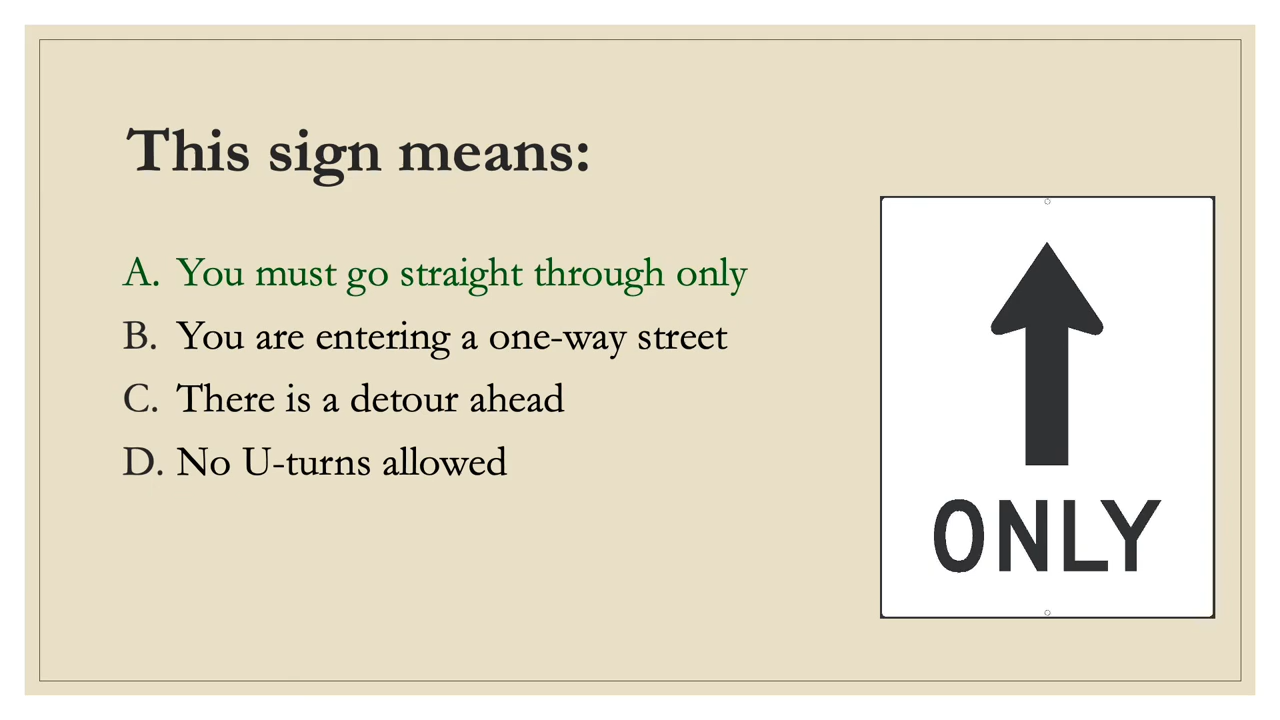 This sign means:
A. You must go straight through only
B. You are entering a one-way street
C. There is a detour ahead
D. No U-turns allowed
ONLY